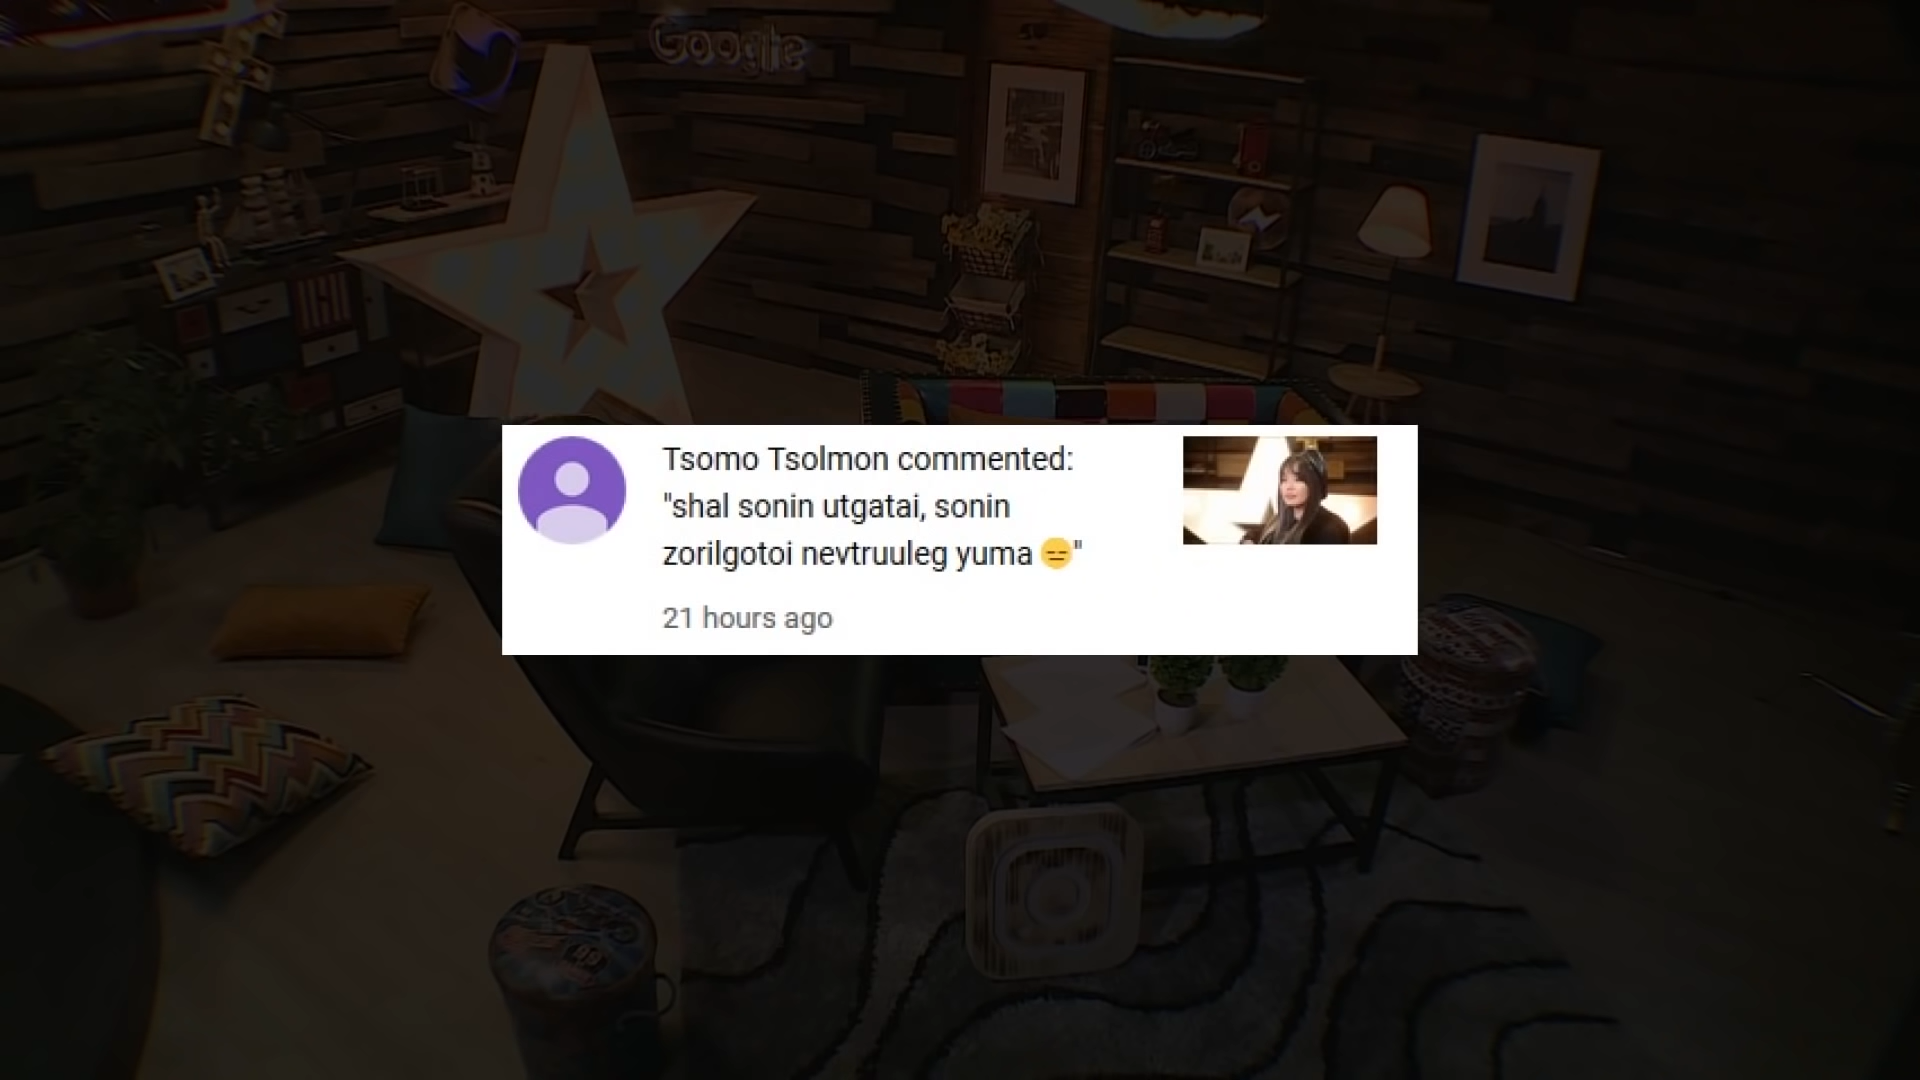 Google
Tsomo Tsolmon commented:
"shal sonin utgatai, sonin
zorilgotoi nevtruuleg yuma 😑"
21 hours ago